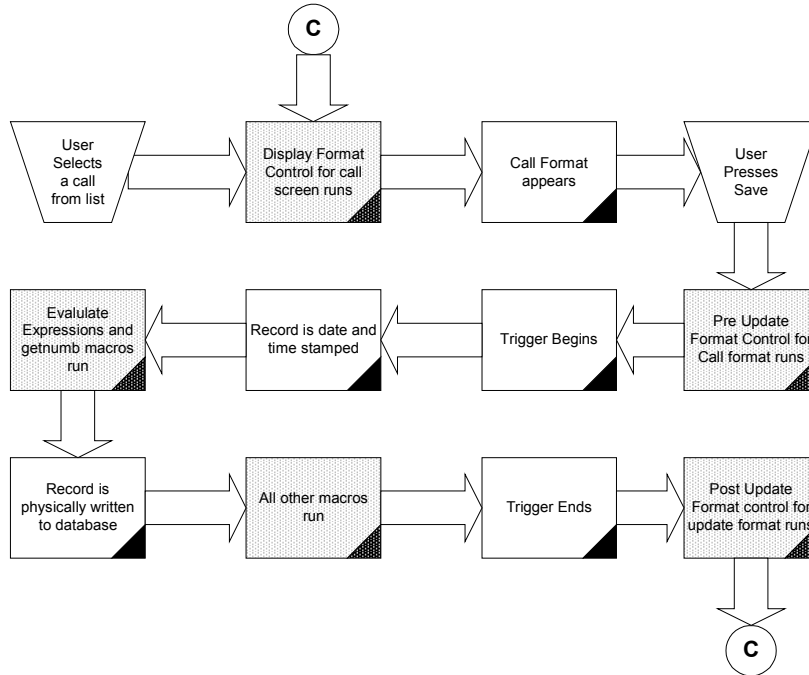 C
User
Selects
a call
from list
Display Format
Control for call
screen runs
Call Format
appears
User
Presses
Save
Evalulate
Expressions and
getnumb macros
run
Record is date and
time stamped
Trigger Begins
Pre Update
Format Control for
Call format runs
Record is
physically written
to database
All other macros
run
Trigger Ends
Post Update
Format control for
update format runs
C